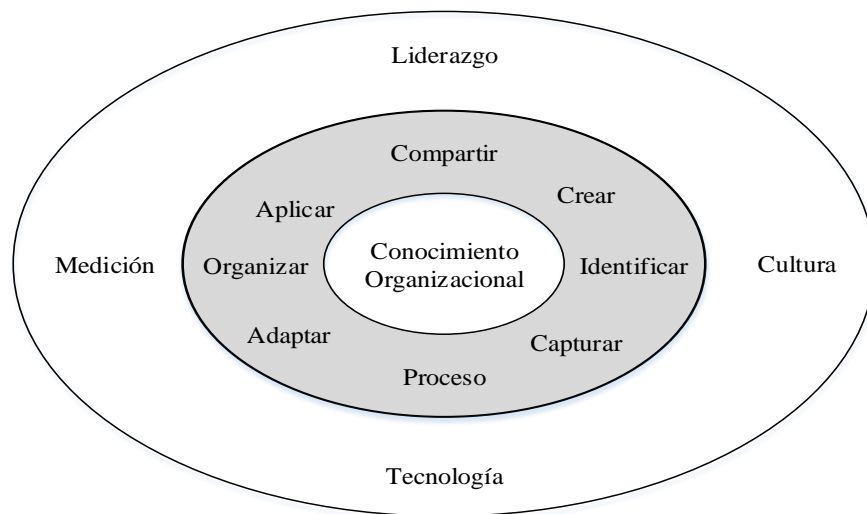 Liderazgo
Compartir
Crear
Aplicar
Conocimiento
Organizacional
Medición
Organizar
Identificar
Cultura
Adaptar
Capturar
Proceso
Tecnología